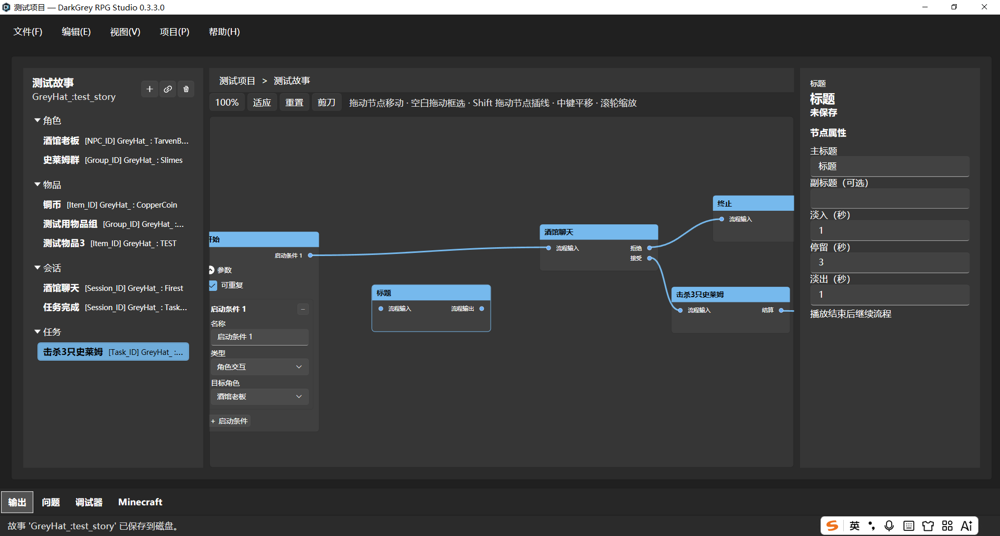 测试项目 — DarkGrey RPG Studio 0.3.3.0
文件(F) 编辑(E) 视图(V) 项目(P) 帮助(H)
测试故事
GreyHat_:test_story
角色
酒馆老板 [NPC_ID] GreyHat_ : TarvenB...
史莱姆群 [Group_ID] GreyHat_ : Slimes
物品
铜币 [Item_ID] GreyHat_ : CopperCoin
测试用物品组 [Group_ID] GreyHat_ :...
测试物品3 [Item_ID] GreyHat_ : TEST
会话
酒馆聊天 [Session_ID] GreyHat_ : Firest
任务完成 [Session_ID] GreyHat_ : Task...
任务
击杀3只史莱姆 [Task_ID] GreyHat_ :...
测试项目 > 测试故事
100% 适应 重置 剪刀 拖动节点移动 · 空白拖动框选 · Shift 拖动节点插线 · 中键平移 · 滚轮缩放
开始
启动条件 1
参数
可重复
启动条件 1
名称
启动条件 1
类型
角色交互
目标角色
酒馆老板
+ 启动条件
标题
流程输入 流程输出
酒馆聊天
流程输入 拒绝
接受
终止
流程输入
击杀3只史莱姆
流程输入 结算
标题
标题
未保存
节点属性
主标题
标题
副标题（可选）
淡入（秒）
1
停留（秒）
3
淡出（秒）
1
播放结束后继续流程
输出 问题 调试器 Minecraft
故事 'GreyHat_:test_story' 已保存到磁盘。
英
Ai